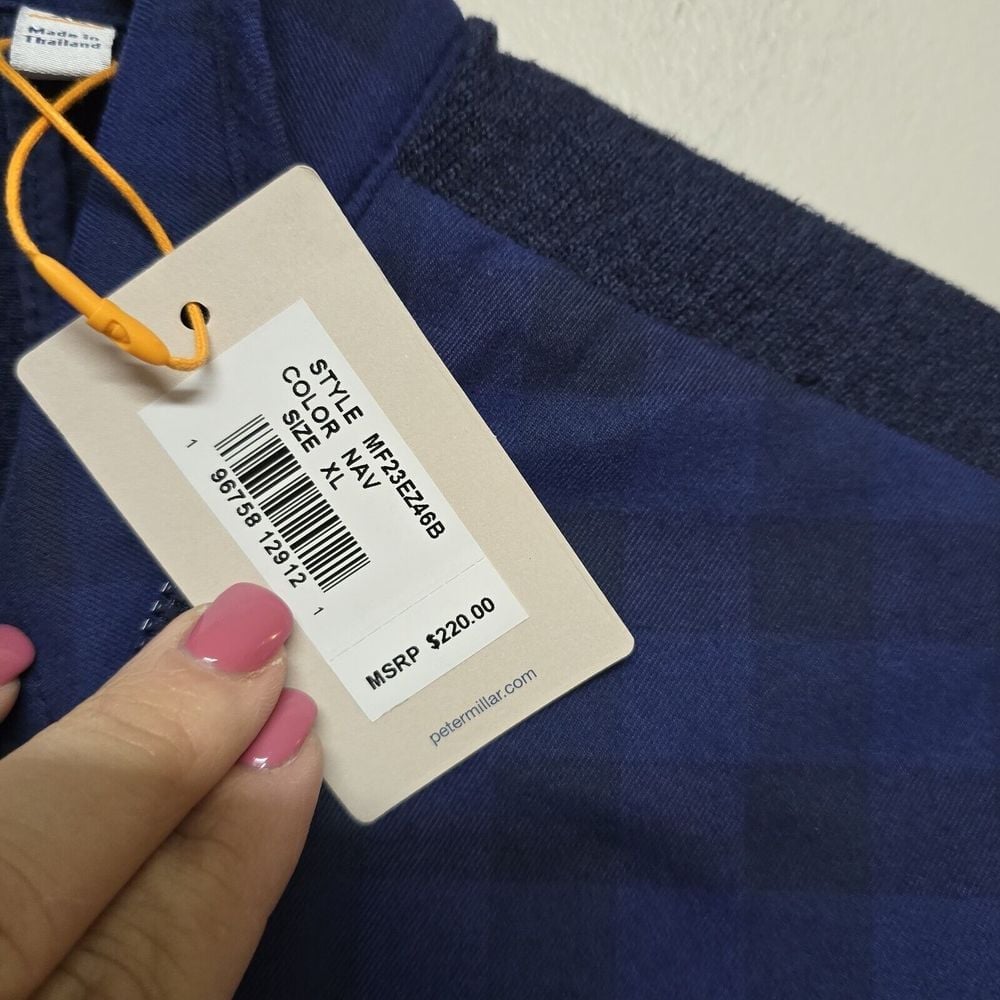 Made in
Thailand
STYLE MF23EZ46B
COLOR NAV
SIZE XL
1 96758 12912 1
MSRP $220.00
petermillar.com